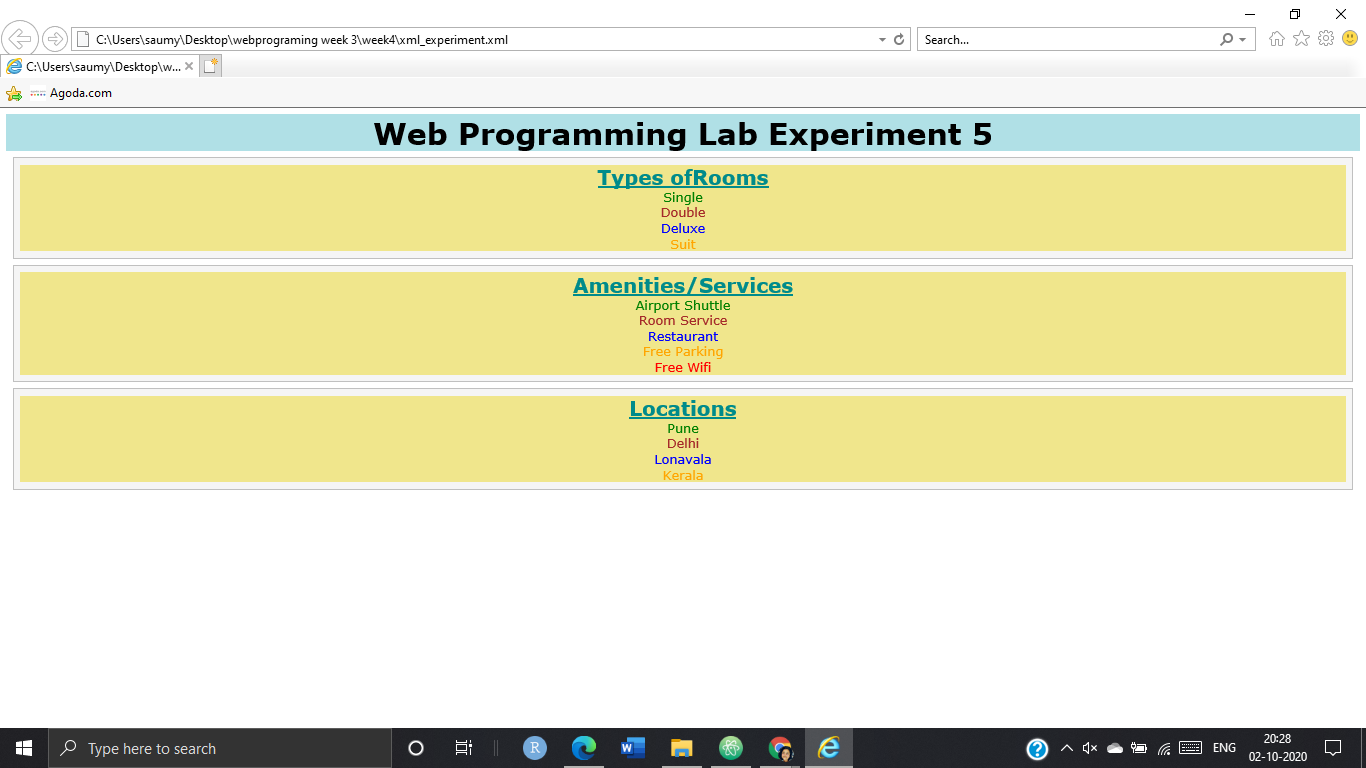 C:\Users\saumy\Desktop\webprograming week 3\week4\xml_experiment.xml
Search...
C:\Users\saumy\Desktop\w...
Agoda.com
Web Programming Lab Experiment 5
Types ofRooms
Single
Double
Deluxe
Suit
Amenities/Services
Airport Shuttle
Room Service
Restaurant
Free Parking
Free Wifi
Locations
Pune
Delhi
Lonavala
Kerala
Type here to search
R
W
?
ENG
20:28
02-10-2020